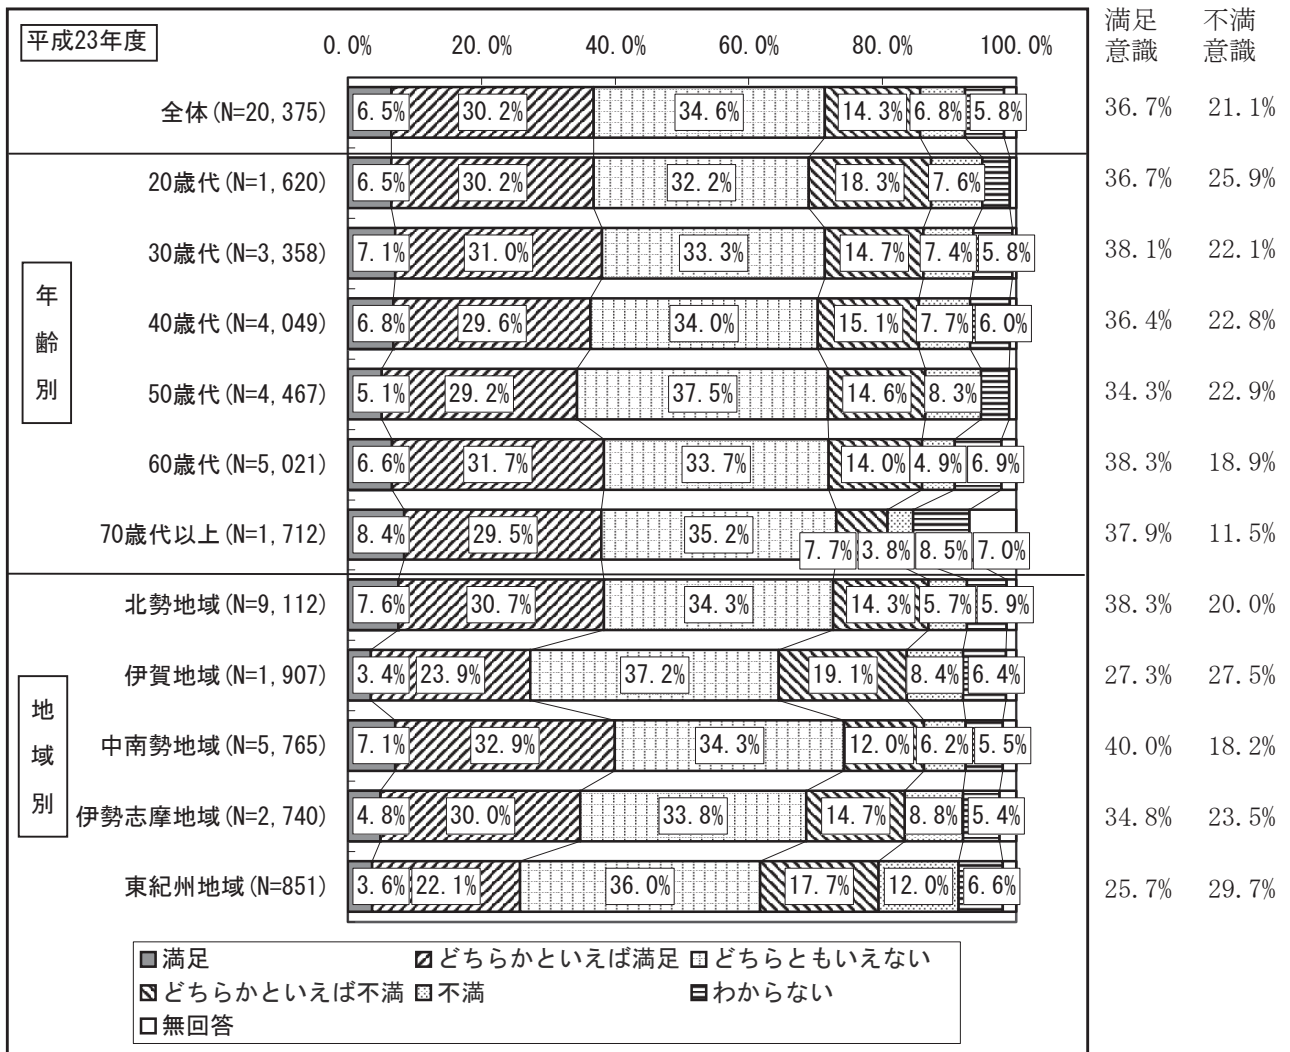 平成23年度
0.0% 20.0% 40.0% 60.0% 80.0% 100.0%
満足意識 不満意識
全体(N=20,375) 6.5% 30.2% 34.6% 14.3% 6.8% 5.8% 36.7% 21.1%
年齢別
20歳代(N=1,620) 6.5% 30.2% 32.2% 18.3% 7.6% 36.7% 25.9%
30歳代(N=3,358) 7.1% 31.0% 33.3% 14.7% 7.4% 5.8% 38.1% 22.1%
40歳代(N=4,049) 6.8% 29.6% 34.0% 15.1% 7.7% 6.0% 36.4% 22.8%
50歳代(N=4,467) 5.1% 29.2% 37.5% 14.6% 8.3% 34.3% 22.9%
60歳代(N=5,021) 6.6% 31.7% 33.7% 14.0% 4.9% 6.9% 38.3% 18.9%
70歳代以上(N=1,712) 8.4% 29.5% 35.2% 7.7% 3.8% 8.5% 7.0% 37.9% 11.5%
地域別
北勢地域(N=9,112) 7.6% 30.7% 34.3% 14.3% 5.7% 5.9% 38.3% 20.0%
伊賀地域(N=1,907) 3.4% 23.9% 37.2% 19.1% 8.4% 6.4% 27.3% 27.5%
中南勢地域(N=5,765) 7.1% 32.9% 34.3% 12.0% 6.2% 5.5% 40.0% 18.2%
伊勢志摩地域(N=2,740) 4.8% 30.0% 33.8% 14.7% 8.8% 5.4% 34.8% 23.5%
東紀州地域(N=851) 3.6% 22.1% 36.0% 17.7% 12.0% 6.6% 25.7% 29.7%
満足 どちらかといえば満足 どちらともいえない
どちらかといえば不満 不満 わからない
無回答